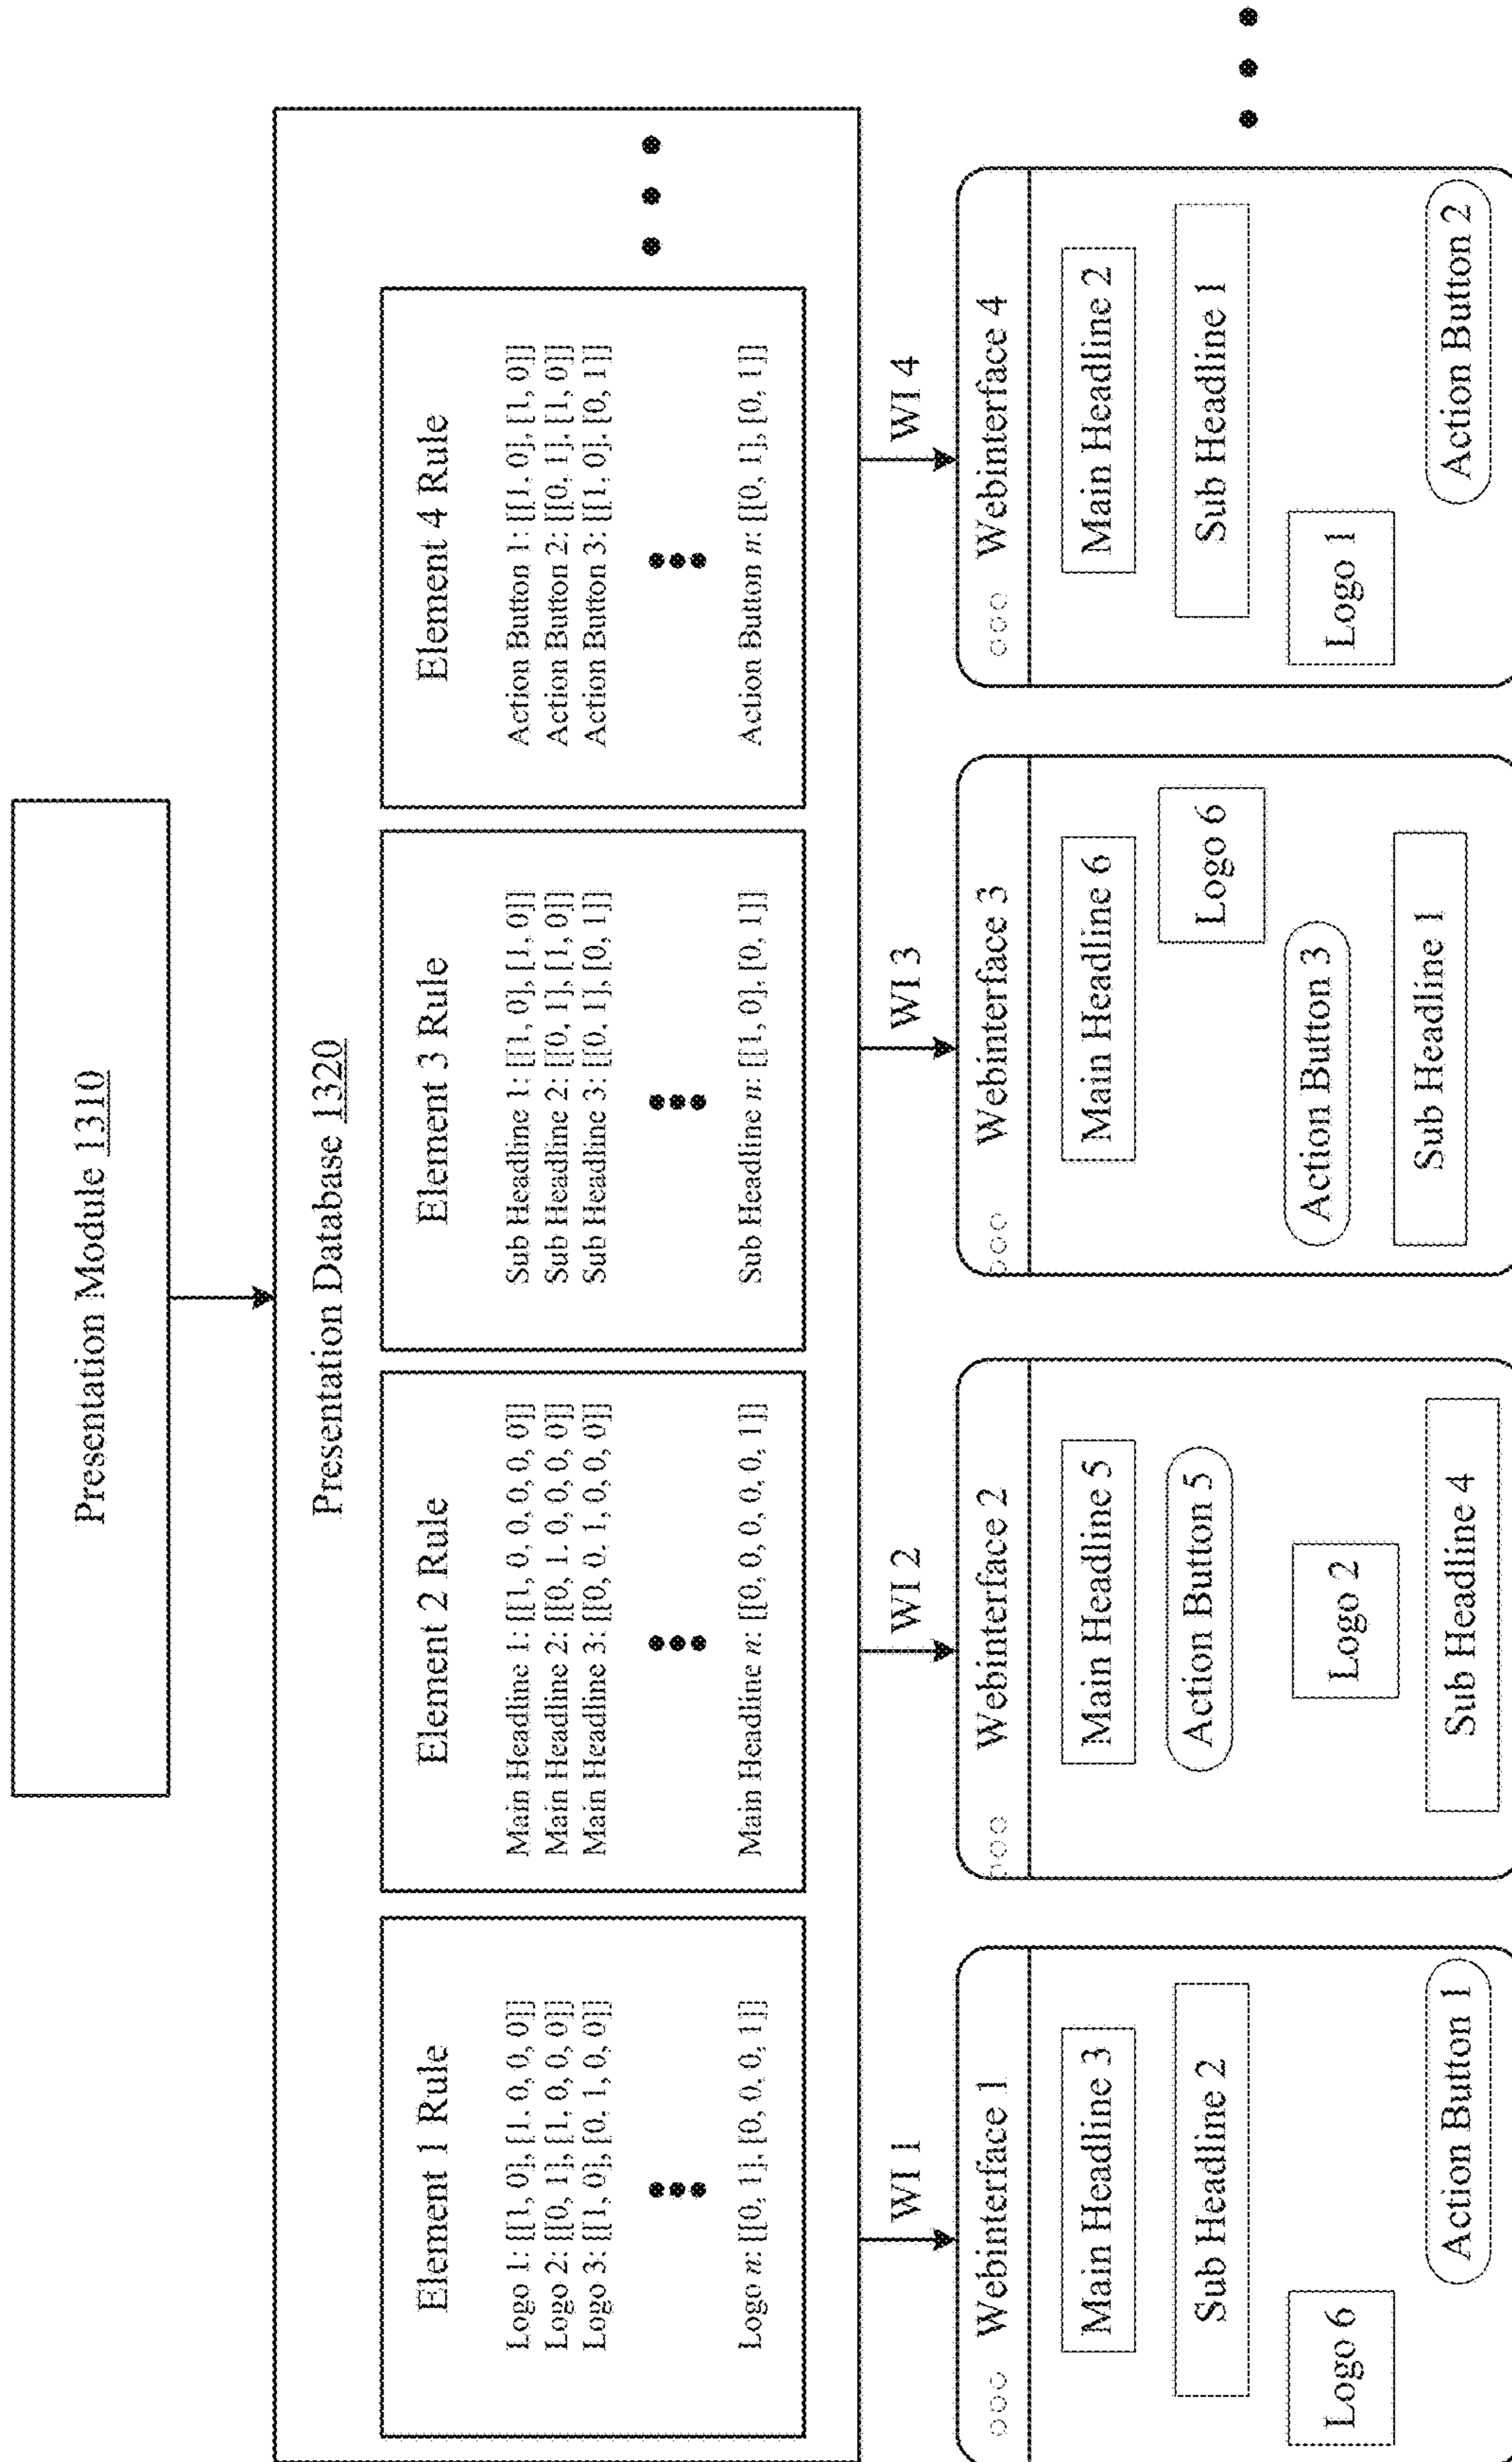 Presentation Module 1310
Presentation Database 1320
Element 1 Rule
Logo 1: [[1, 0], [1, 0, 0, 0]]
Logo 2: [[0, 1], [1, 0, 0, 0]]
Logo 3: [[1, 0], [0, 1, 0, 0]]
Logo n: [[0, 1], [0, 0, 0, 1]]
Element 2 Rule
Main Headline 1: [[1, 0, 0, 0, 0, 0]]
Main Headline 2: [[0, 1, 0, 0, 0, 0]]
Main Headline 3: [[0, 0, 1, 0, 0, 0]]
Main Headline n: [[0, 0, 0, 0, 0, 1]]
Element 3 Rule
Sub Headline 1: [[1, 0], [1, 0]]
Sub Headline 2: [[0, 1], [1, 0]]
Sub Headline 3: [[0, 1], [0, 1]]
Sub Headline n: [[1, 0], [0, 1]]
Element 4 Rule
Action Button 1: [[1, 0], [1, 0]]
Action Button 2: [[0, 1], [1, 0]]
Action Button 3: [[1, 0], [0, 1]]
Action Button n: [[0, 1], [0, 1]]
WI 1
WI 2
WI 3
WI 4
Webinterface 1
Main Headline 3
Sub Headline 2
Logo 6
Action Button 1
Webinterface 2
Main Headline 5
Action Button 5
Logo 2
Sub Headline 4
Webinterface 3
Main Headline 6
Logo 6
Action Button 3
Sub Headline 1
Webinterface 4
Main Headline 2
Sub Headline 1
Logo 1
Action Button 2